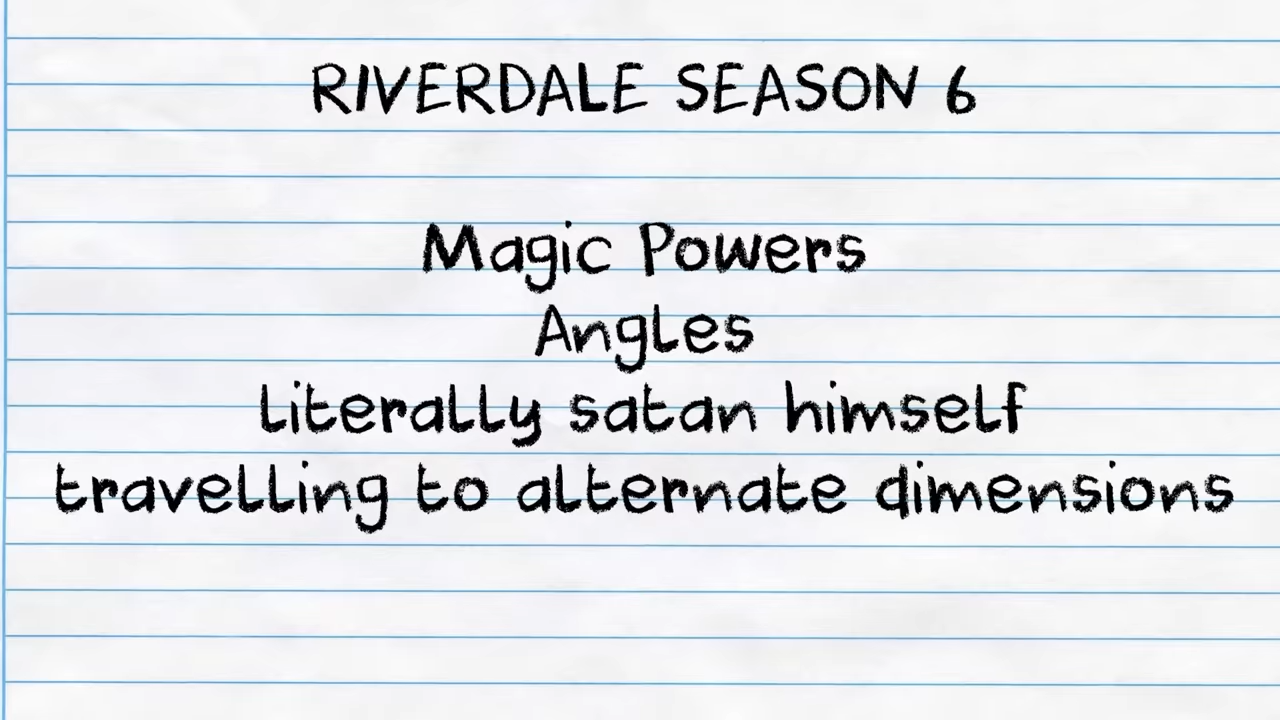 RIVERDALE SEASON 6
Magic Powers
Angles
literally satan himself
travelling to alternate dimensions